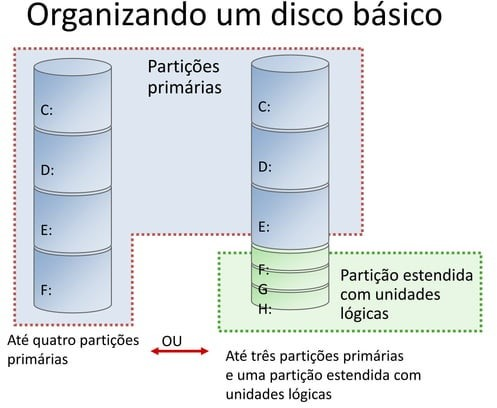 Organizando um disco básico
Partições
primárias
C:
D:
E:
F:
C:
D:
E:
F:
G
H:
Partição estendida
com unidades
lógicas
Até quatro partições
primárias
OU
Até três partições primárias
e uma partição estendida com
unidades lógicas